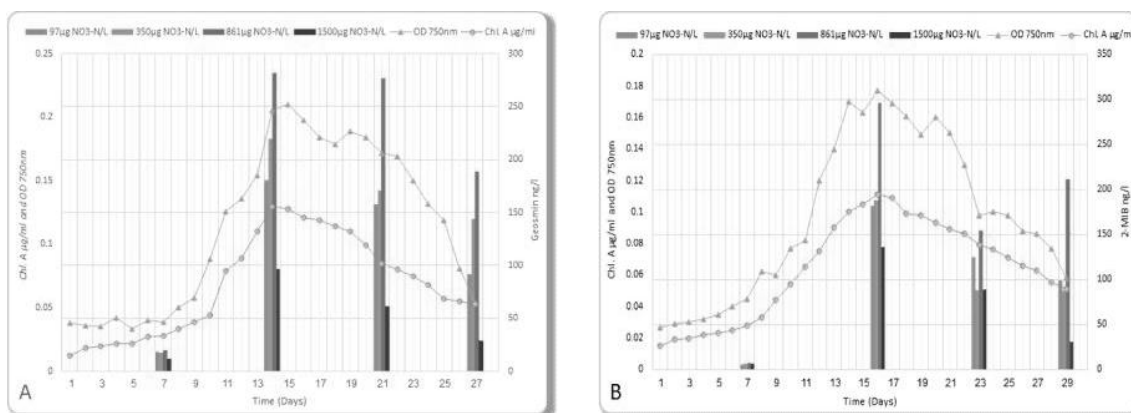 97µg NO3-N/L 350µg NO3-N/L 861µg NO3-N/L 1500µg NO3-N/L OD 750nm Chl. A µg/ml
0.25
0.2
0.15
0.1
0.05
0
Chl. A µg/ml and OD 750nm
300
250
200
150
100
50
0
Geosmin ng/l
1 3 5 7 9 11 13 15 17 19 21 23 25 27
Time (Days)
A
97µg NO3-N/L 350µg NO3-N/L 861µg NO3-N/L 1500µg NO3-N/L OD 750nm Chl. A µg/ml
0.2
0.18
0.16
0.14
0.12
0.1
0.08
0.06
0.04
0.02
0
Chl. A µg/ml and OD 750nm
350
300
250
200
150
100
50
0
2-MIB ng/l
1 3 5 7 9 11 13 15 17 19 21 23 25 27 29
Time (Days)
B